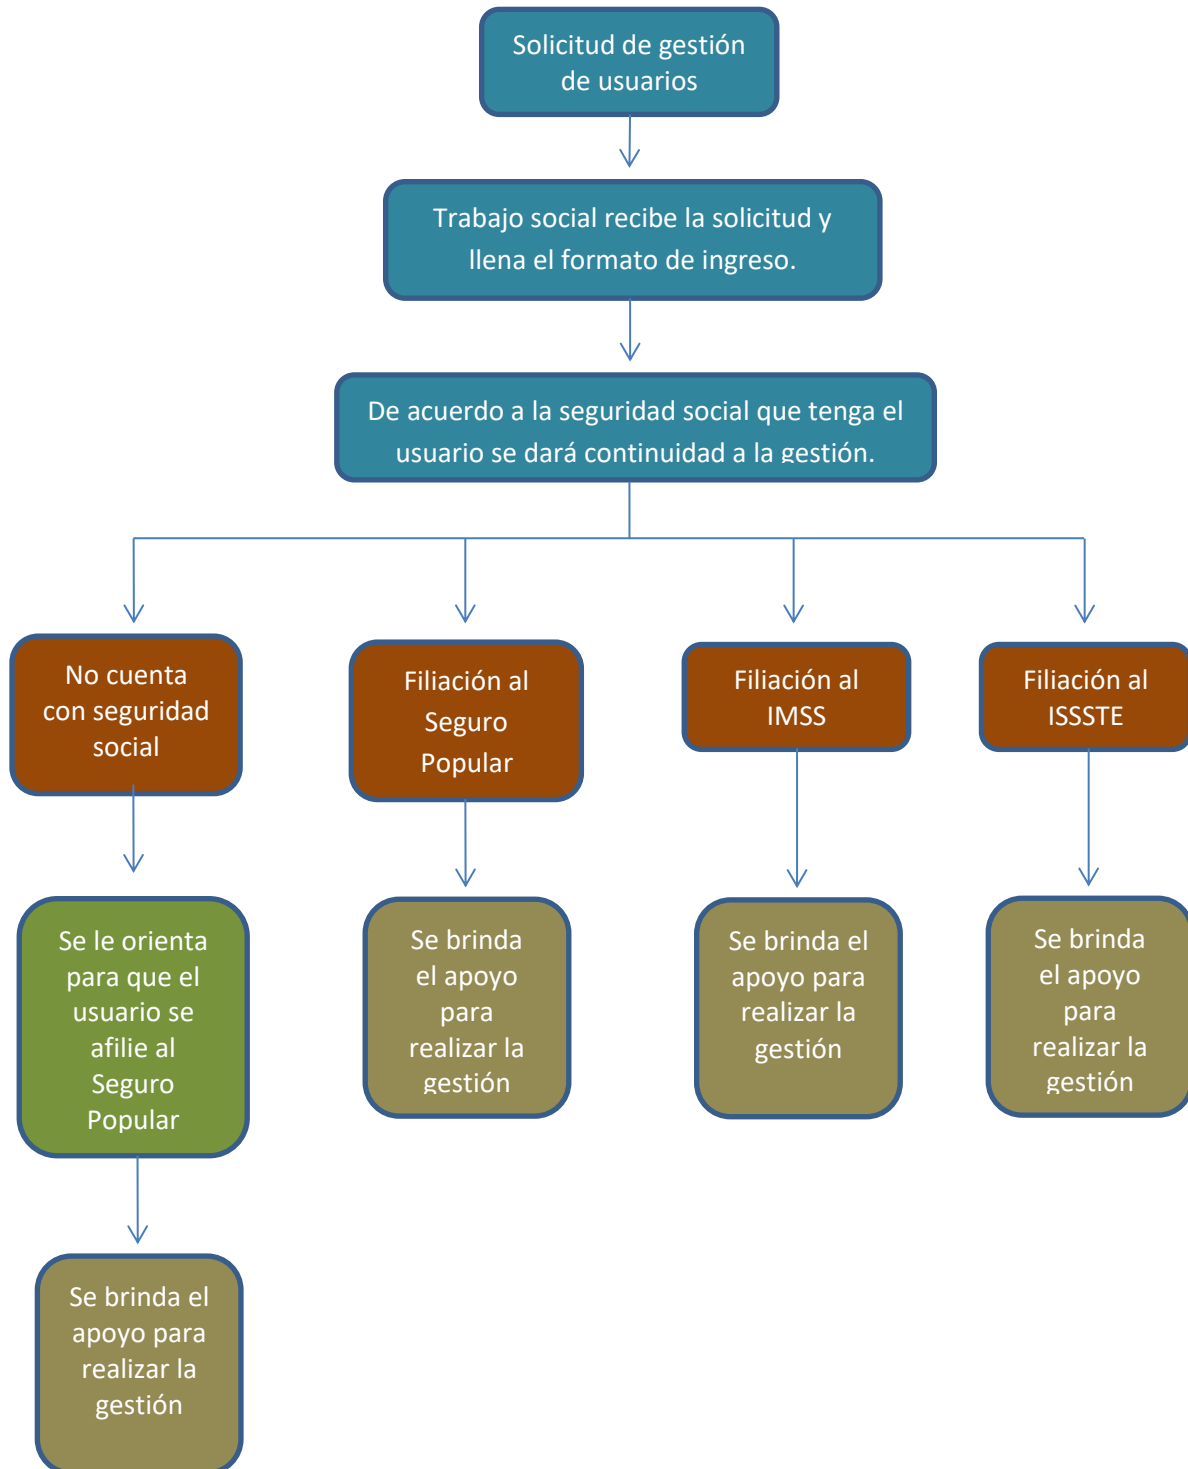 Solicitud de gestión
de usuarios
Trabajo social recibe la solicitud y
llena el formato de ingreso.
De acuerdo a la seguridad social que tenga el
usuario se dará continuidad a la gestión.
No cuenta
con seguridad
social
Filiación al
Seguro
Popular
Filiación al
IMSS
Filiación al
ISSSTE
Se le orienta
para que el
usuario se
afilie al
Seguro
Popular
Se brinda
el apoyo
para
realizar la
gestión
Se brinda el
apoyo para
realizar la
gestión
Se brinda
el apoyo
para
realizar la
gestión
Se brinda el
apoyo para
realizar la
gestión